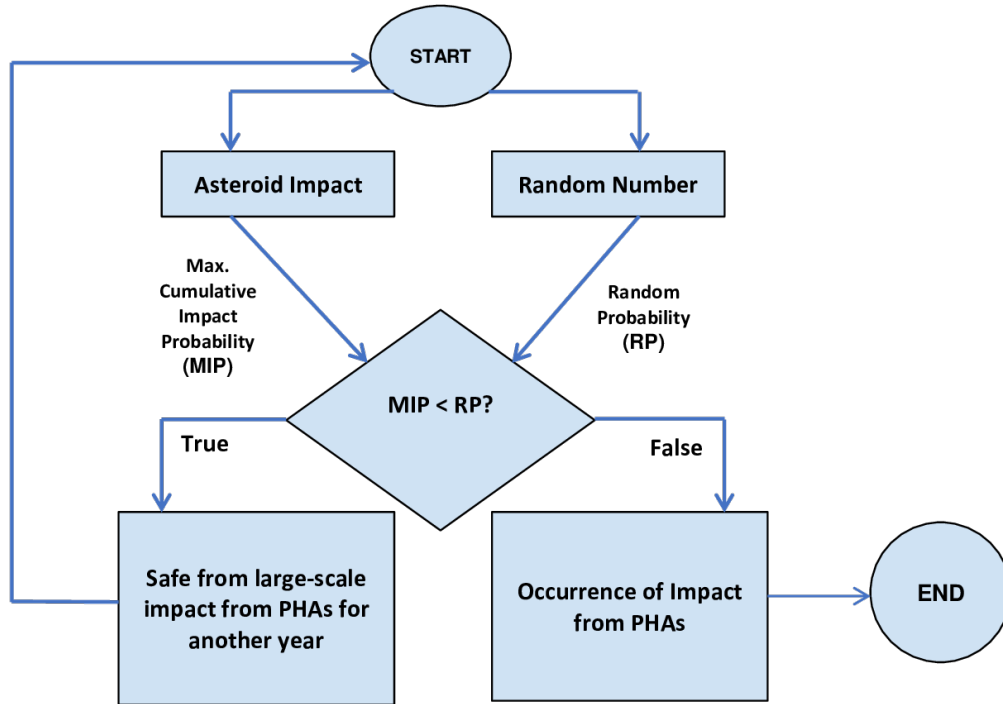 START
Asteroid Impact
Random Number
Max.
Cumulative
Impact
Probability
(MIP)
Random
Probability
(RP)
MIP < RP?
True
False
Safe from large-scale
impact from PHAs for
another year
Occurrence of Impact
from PHAs
END